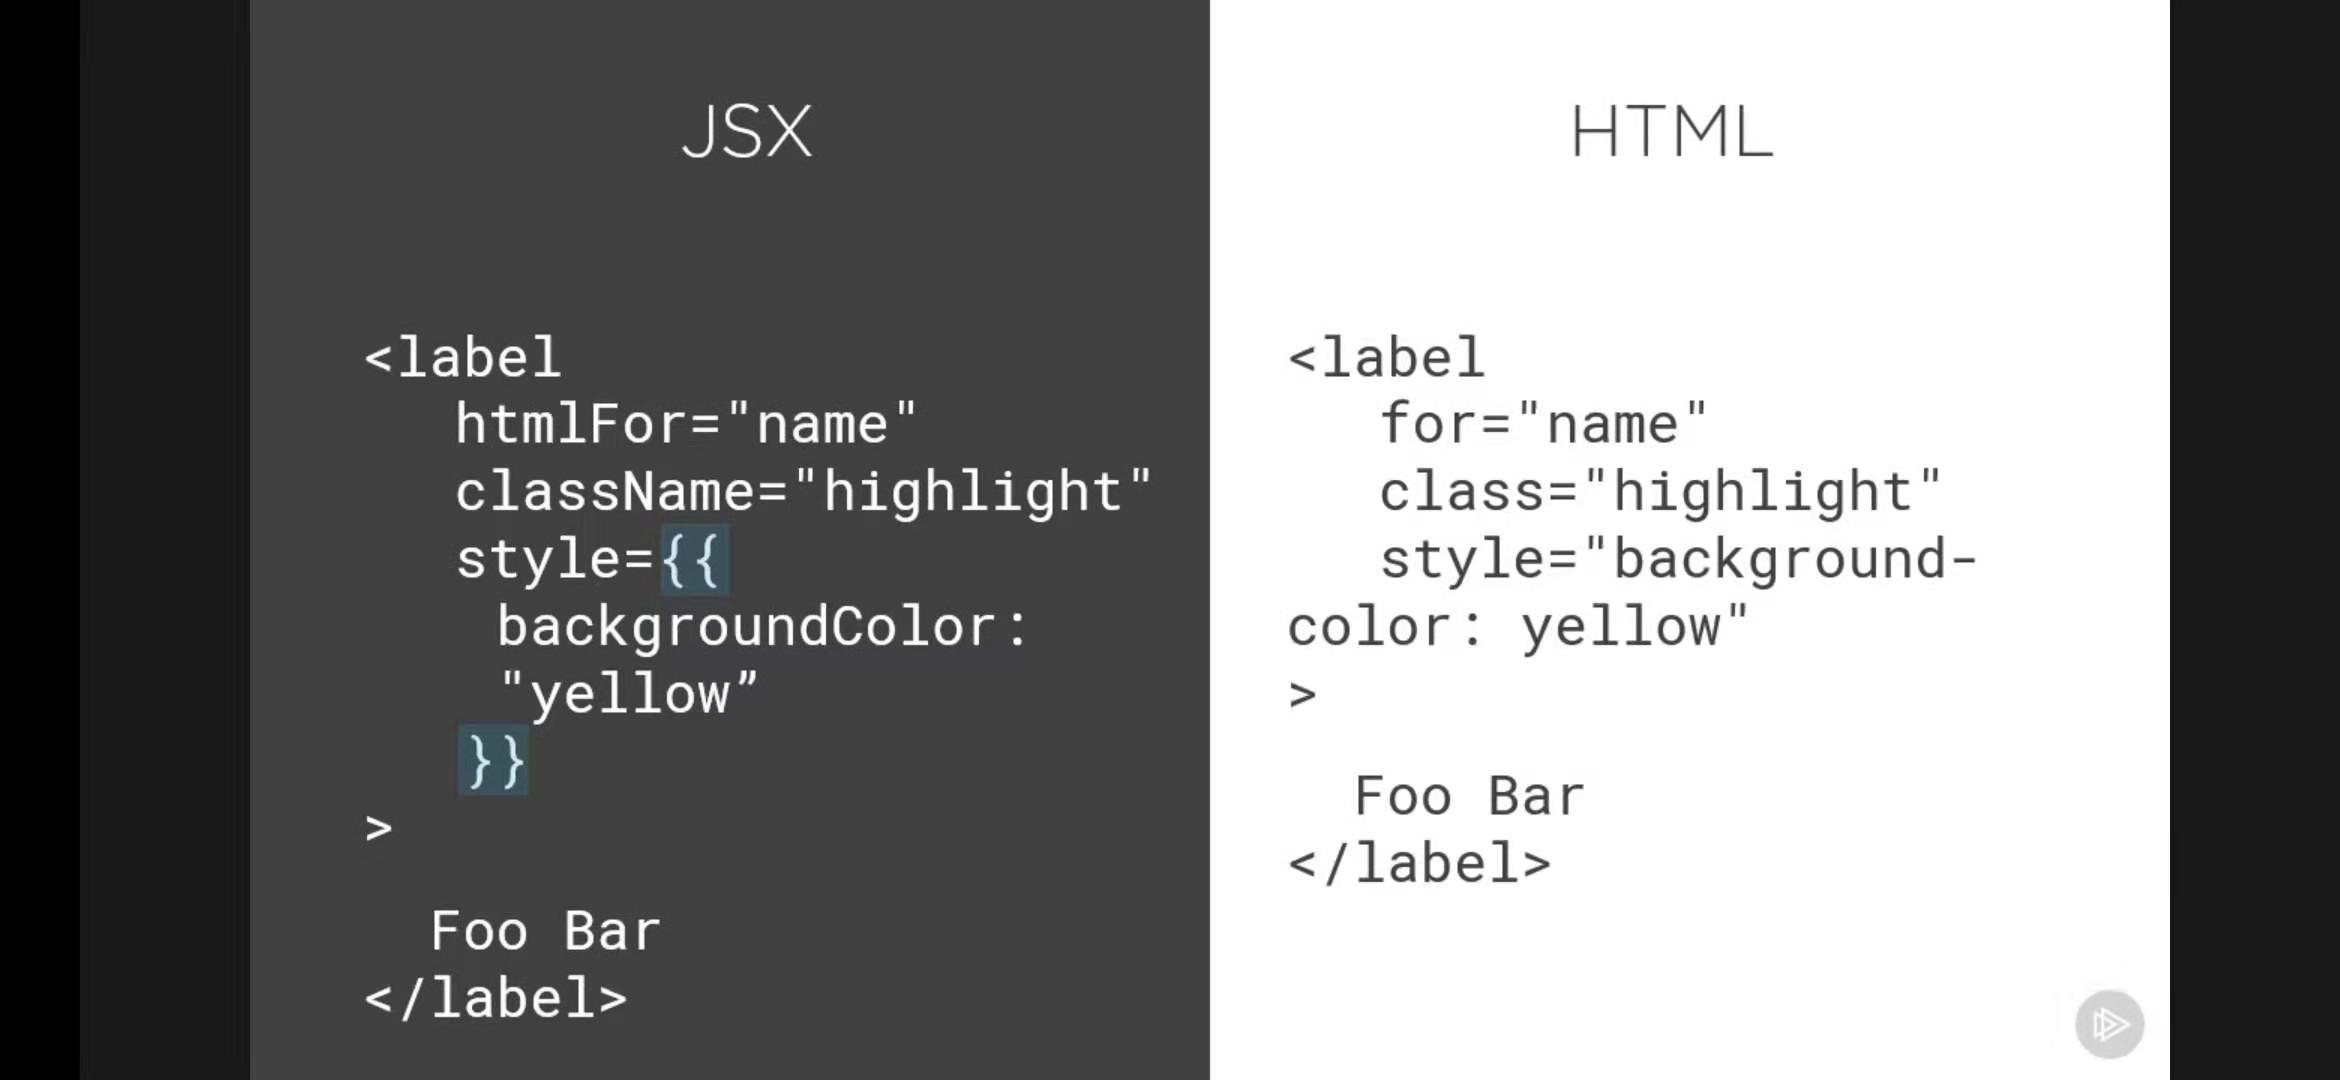 JSX
<label
htmlFor="name"
className="highlight"
style={{
backgroundColor:
"yellow”
}}
>
Foo Bar
</label>
HTML
<label
for="name"
class="highlight"
style="background-
color: yellow"
>
Foo Bar
</label>